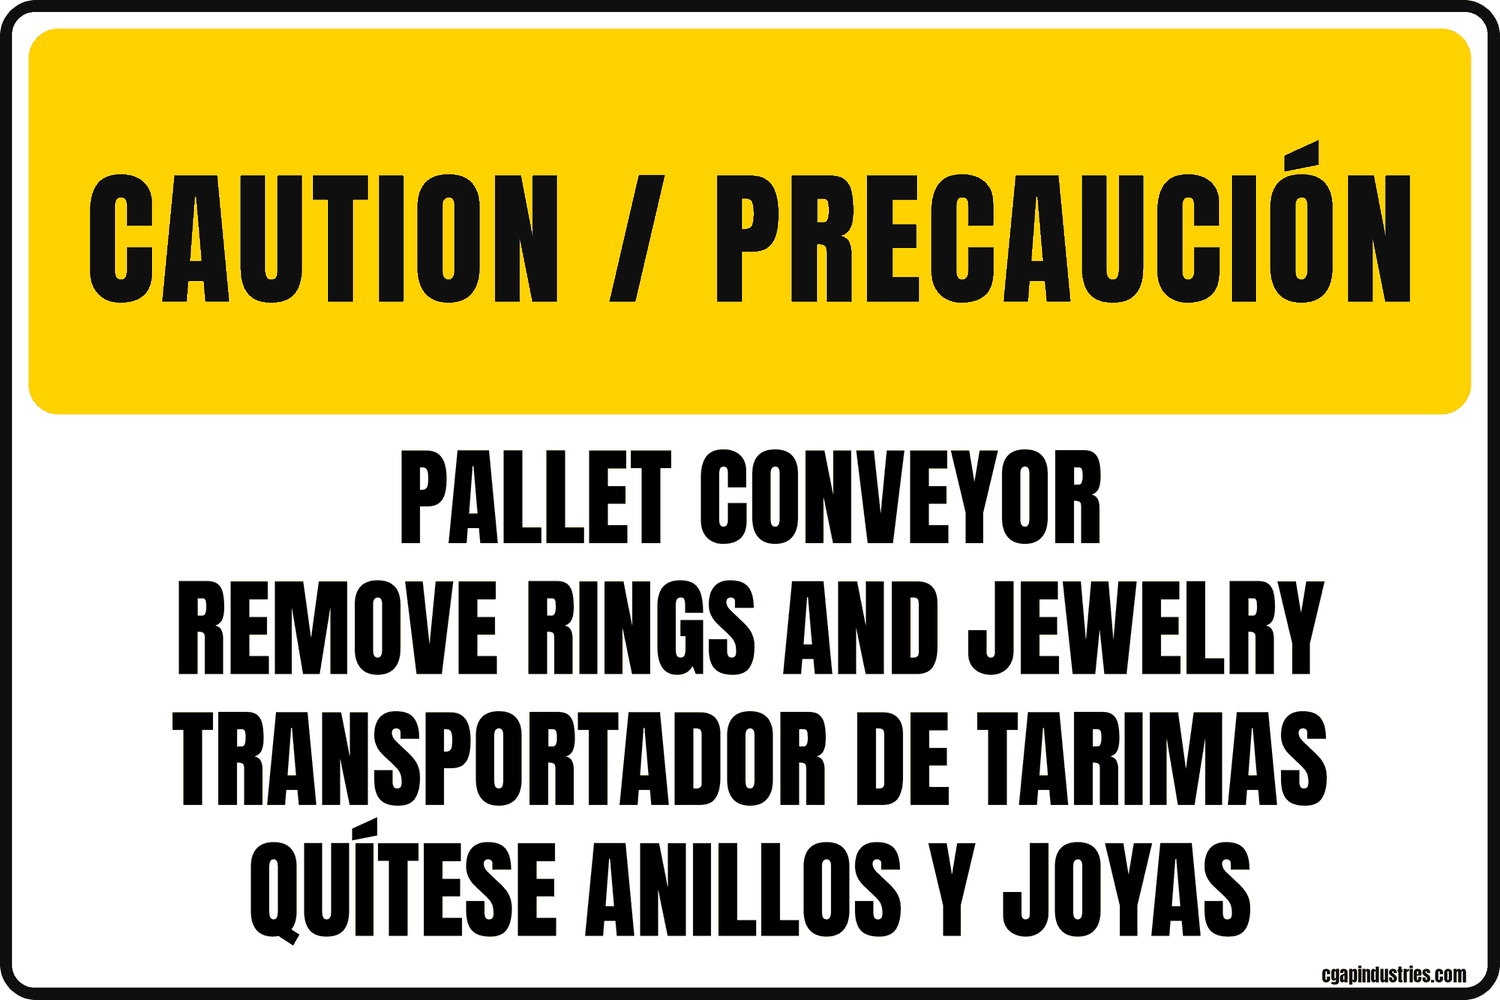 CAUTION / PRECAUCIÓN
PALLET CONVEYOR
REMOVE RINGS AND JEWELRY
TRANSPORTADOR DE TARIMAS
QUÍTESE ANILLOS Y JOYAS
cgapindustries.com